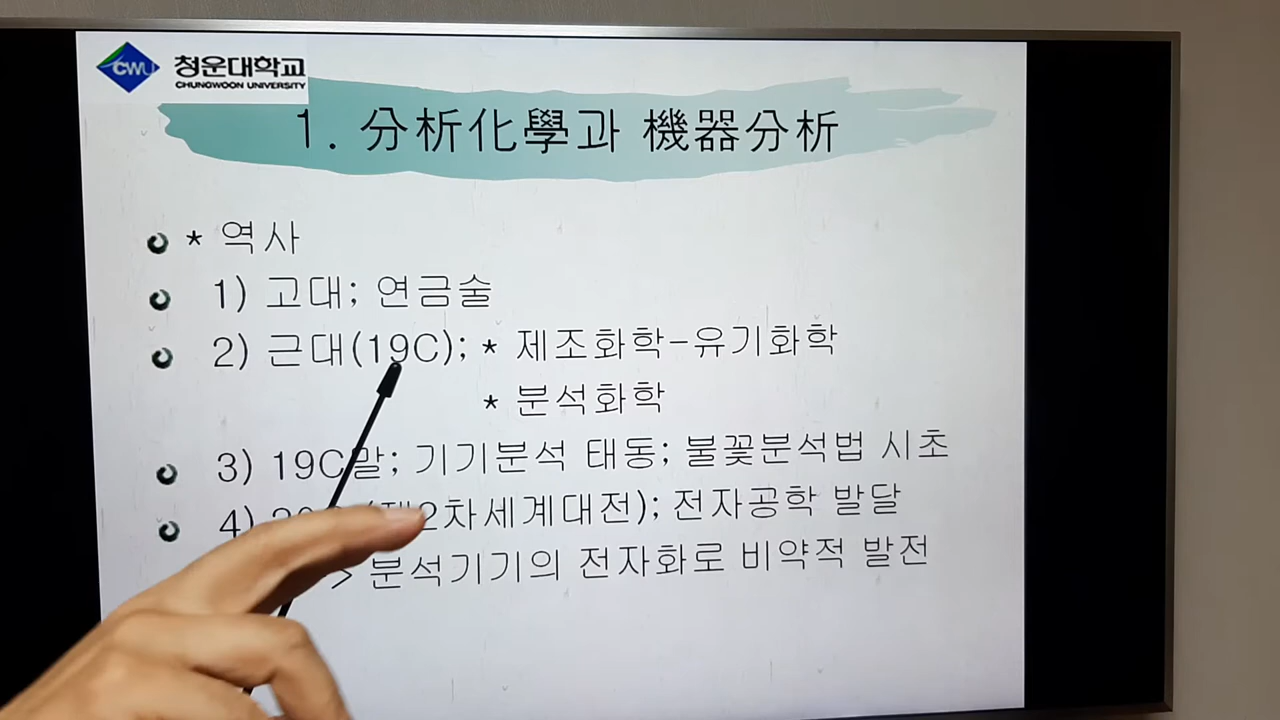 CWU 청운대학교
CHUNGWOON UNIVERSITY
1. 分析化學과 機器分析
* 역사
1) 고대; 연금술
2) 근대(19C); * 제조화학-유기화학
* 분석화학
3) 19C말; 기기분석 태동; 불꽃분석법 시초
4) 2차세계대전); 전자공학 발달
> 분석기기의 전자화로 비약적 발전